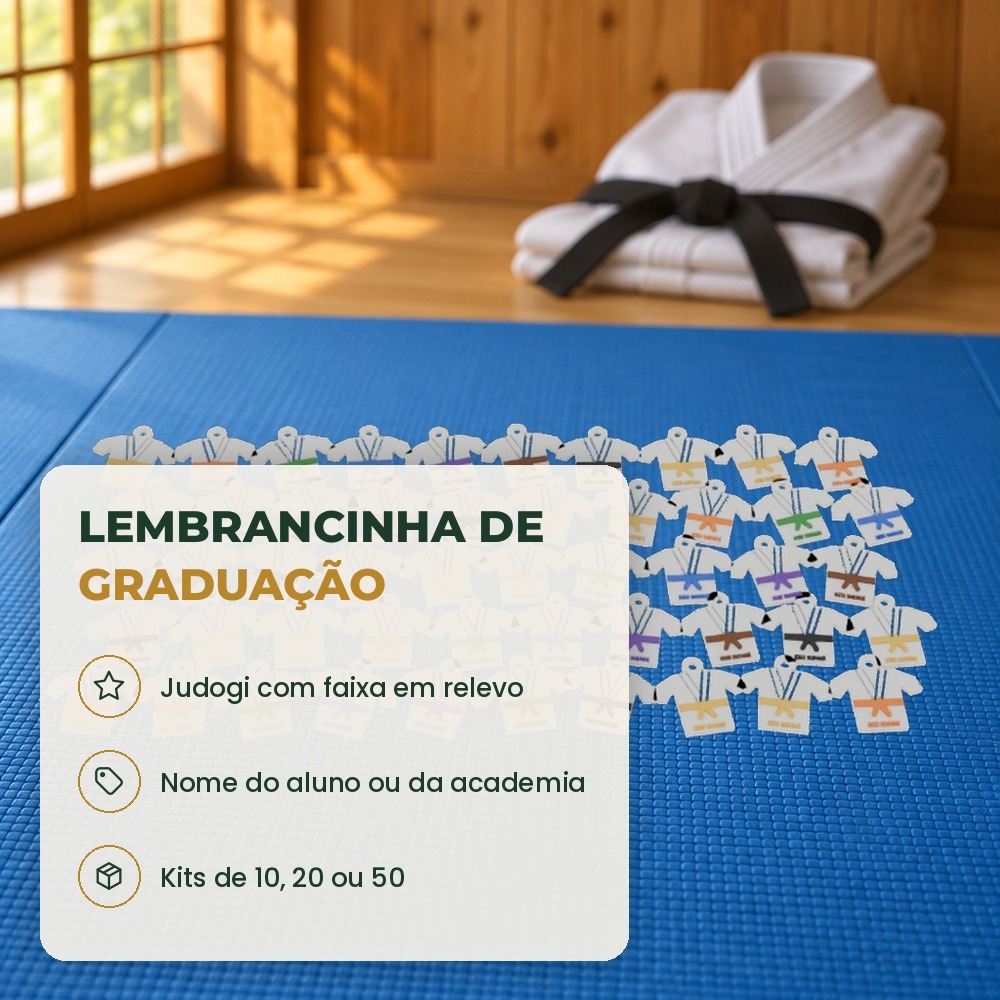 LEMBRANCINHA DE
GRADUAÇÃO
Judogi com faixa em relevo
Nome do aluno ou da academia
Kits de 10, 20 ou 50